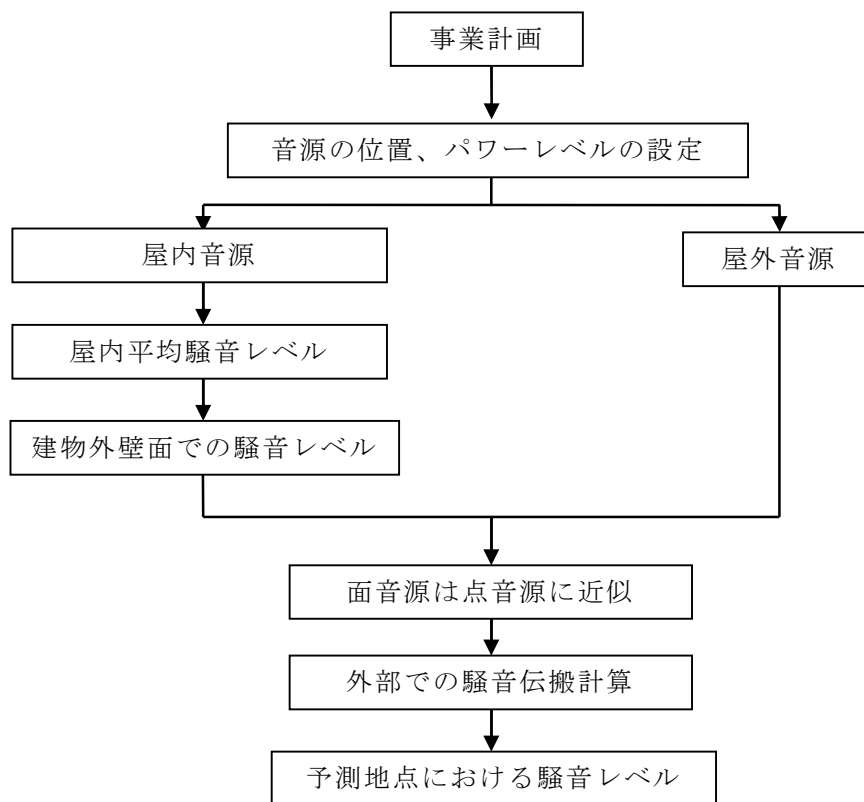 事業計画
音源の位置、パワーレベルの設定
屋内音源
屋外音源
屋内平均騒音レベル
建物外壁面での騒音レベル
面音源は点音源に近似
外部での騒音伝搬計算
予測地点における騒音レベル